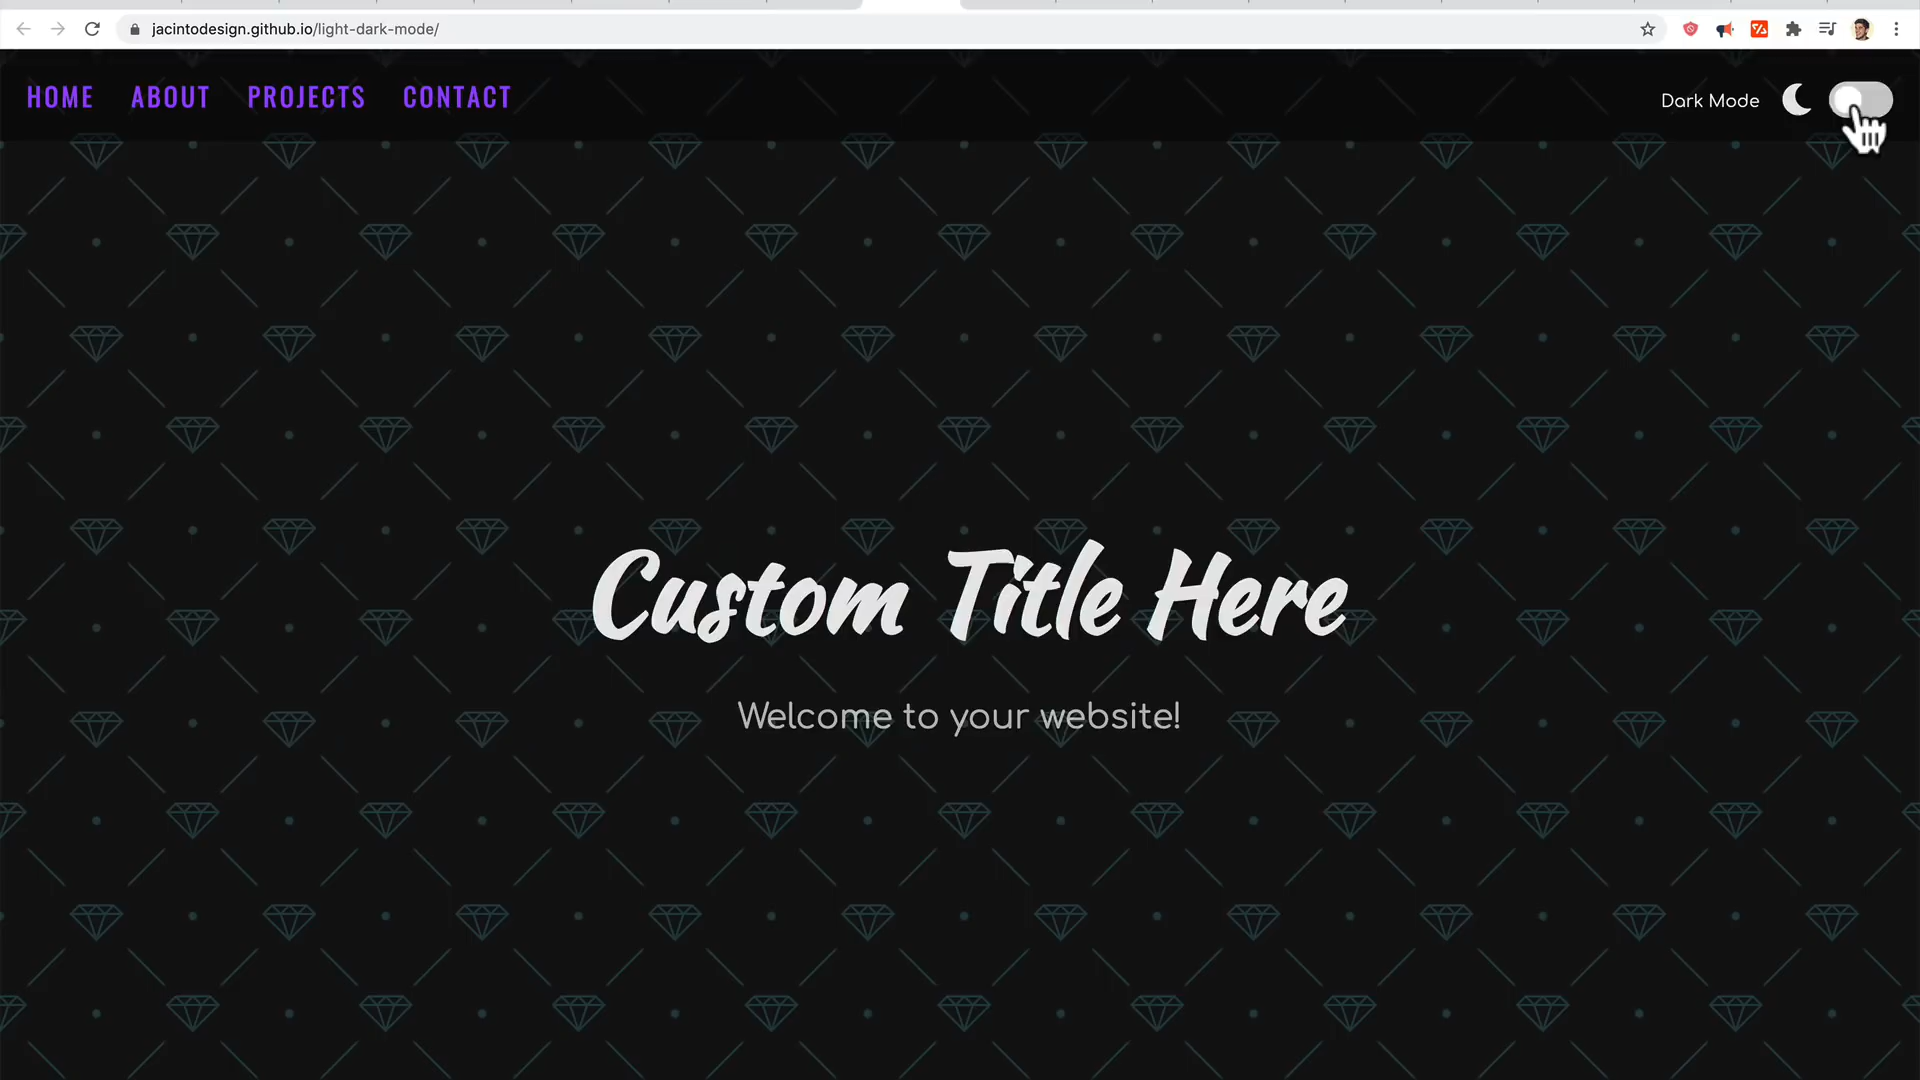 jacintodesign.github.io/light-dark-mode/
HOME ABOUT PROJECTS CONTACT
Dark Mode
Custom Title Here
Welcome to your website!